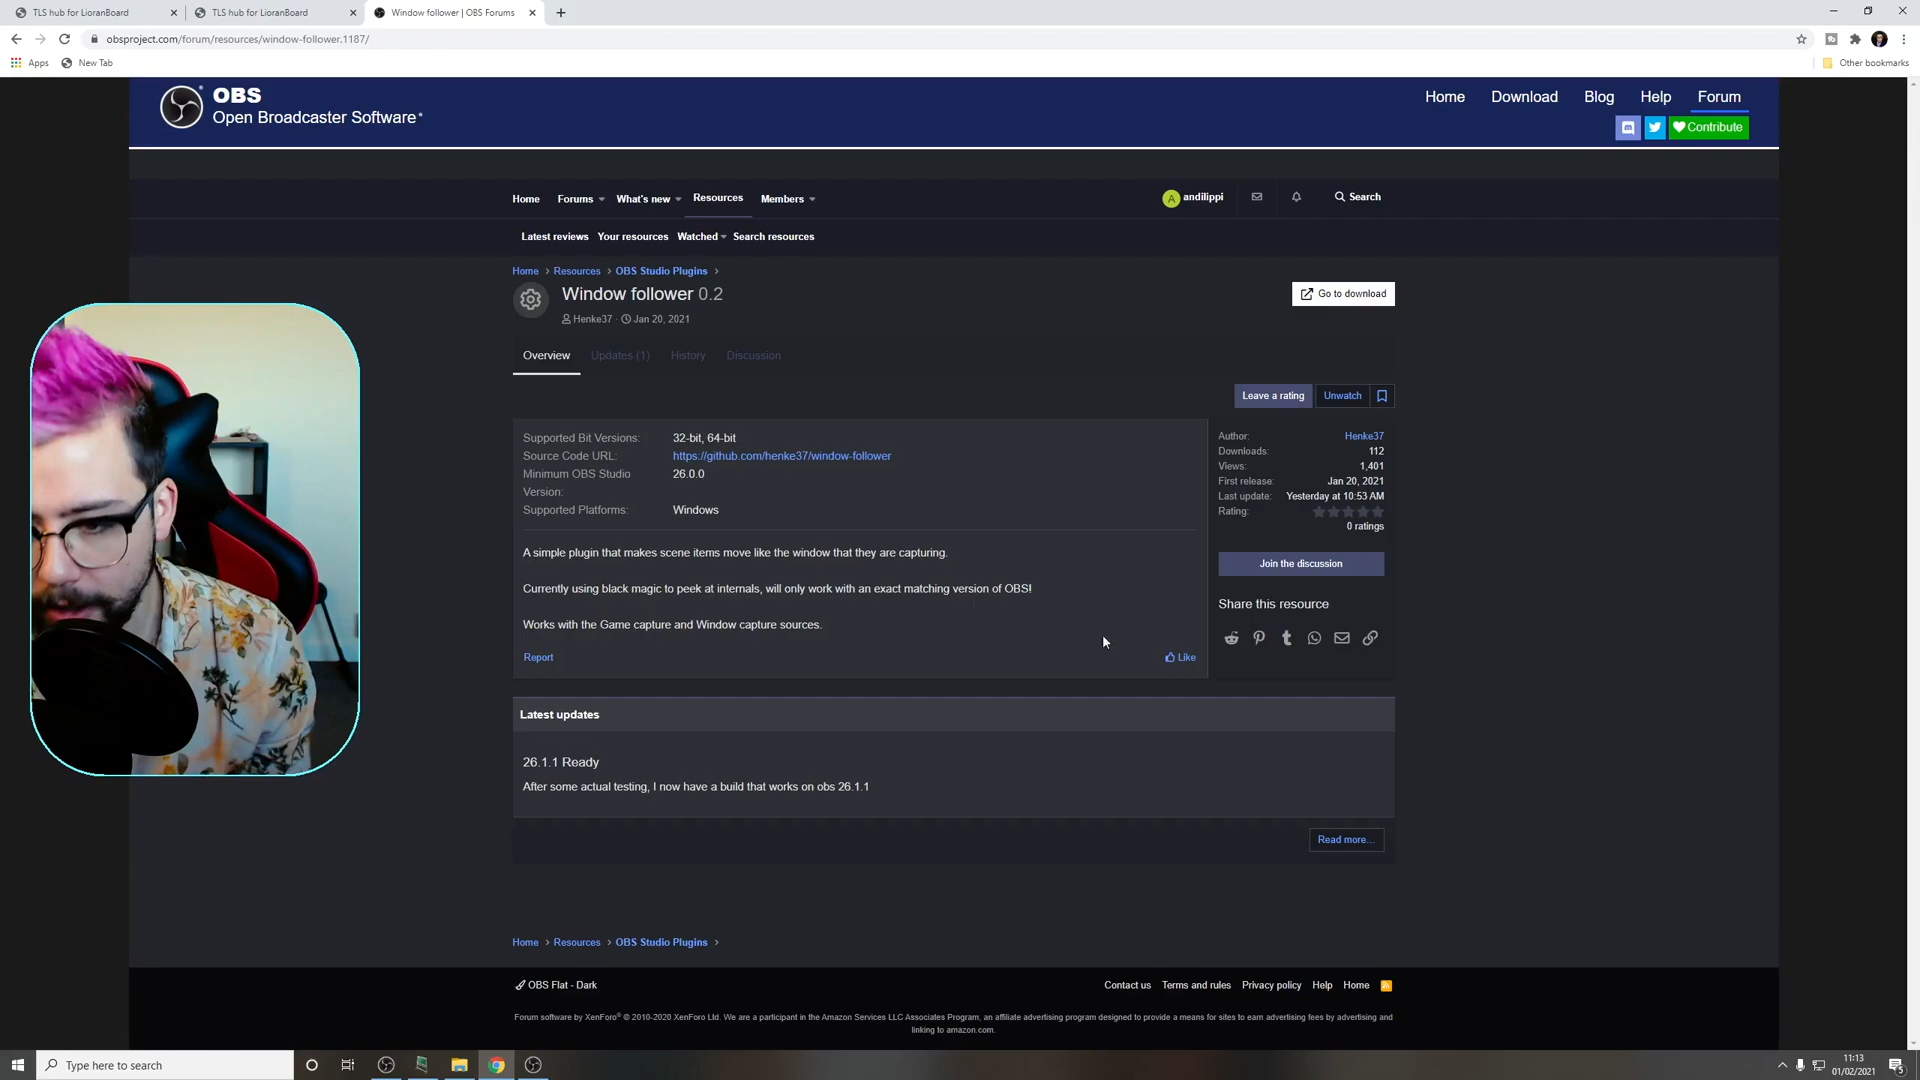 TLS hub for LioranBoard
TLS hub for LioranBoard
Window follower | OBS Forums
obsproject.com/forum/resources/window-follower.1187/
Apps
New Tab
Other bookmarks
OBS
Open Broadcaster Software
Home
Download
Blog
Help
Forum
Contribute
Home
Forums
What's new
Resources
Members
A
andilippi
Search
Latest reviews
Your resources
Watched
Search resources
Home
Resources
OBS Studio Plugins
Window follower 0.2
Go to download
Henke37 · Jan 20, 2021
Overview
Updates (1)
History
Discussion
Leave a rating
Unwatch
Supported Bit Versions: 32-bit, 64-bit
Source Code URL: https://github.com/henke37/window-follower
Minimum OBS Studio 26.0.0
Version:
Supported Platforms: Windows
A simple plugin that makes scene items move like the window that they are capturing.
Currently using black magic to peek at internals, will only work with an exact matching version of OBS!
Works with the Game capture and Window capture sources.
Report
Like
Author: Henke37
Downloads: 112
Views: 1,401
First release: Jan 20, 2021
Last update: Yesterday at 10:53 AM
Rating:
0 ratings
Join the discussion
Share this resource
Latest updates
26.1.1 Ready
After some actual testing, I now have a build that works on obs 26.1.1
Read more…
Home
Resources
OBS Studio Plugins
OBS Flat - Dark
Contact us
Terms and rules
Privacy policy
Help
Home
Forum software by XenForo® © 2010-2020 XenForo Ltd. We are a participant in the Amazon Services LLC Associates Program, an affiliate advertising program designed to provide a means for sites to earn advertising fees by advertising and
linking to amazon.com.
Type here to search
11:13
01/02/2021
5